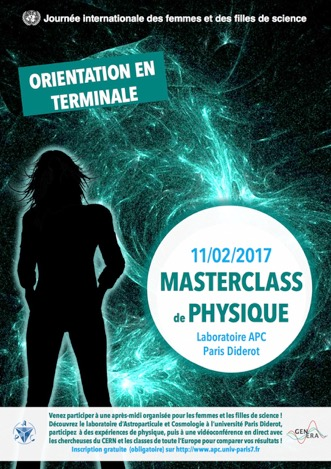 Journée internationale des femmes et des filles de science
ORIENTATION EN
TERMINALE
11/02/2017
MASTERCLASS
de PHYSIQUE
Laboratoire APC
Paris Diderot
Venez participer à une après-midi organisée pour les femmes et les filles de science !
Découvrez le laboratoire d'Astroparticule et Cosmologie à l'université Paris Diderot,
participez à des expériences de physique, puis à une vidéoconférence en direct avec
les chercheuses du CERN et les classes de toute l'Europe pour comparer vos résultats !
Inscription gratuite (obligatoire) sur http://www.apc.univ-paris7.fr
GENERA